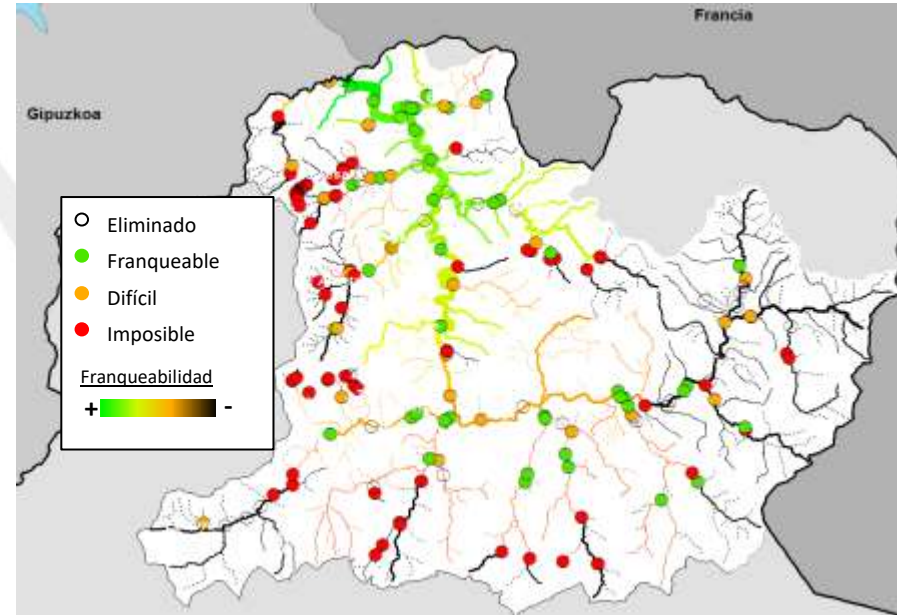 Francia
Gipuzkoa
Eliminado
Franqueable
Difícil
Imposible
Franqueabilidad
+ -